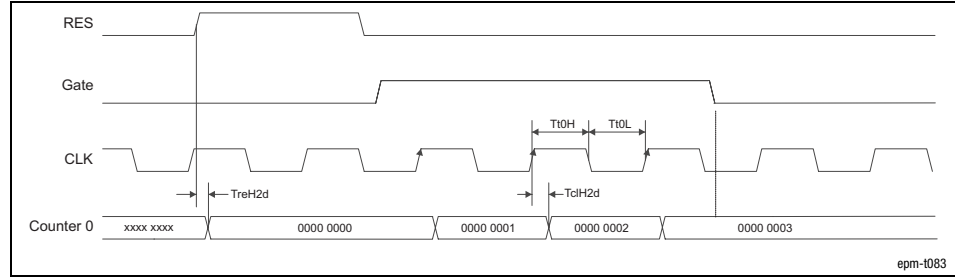 RES
Gate
Tt0H Tt0L
CLK
TreH2d TclH2d
Counter 0 xxxx xxxx 0000 0000 0000 0001 0000 0002 0000 0003
epm-t083